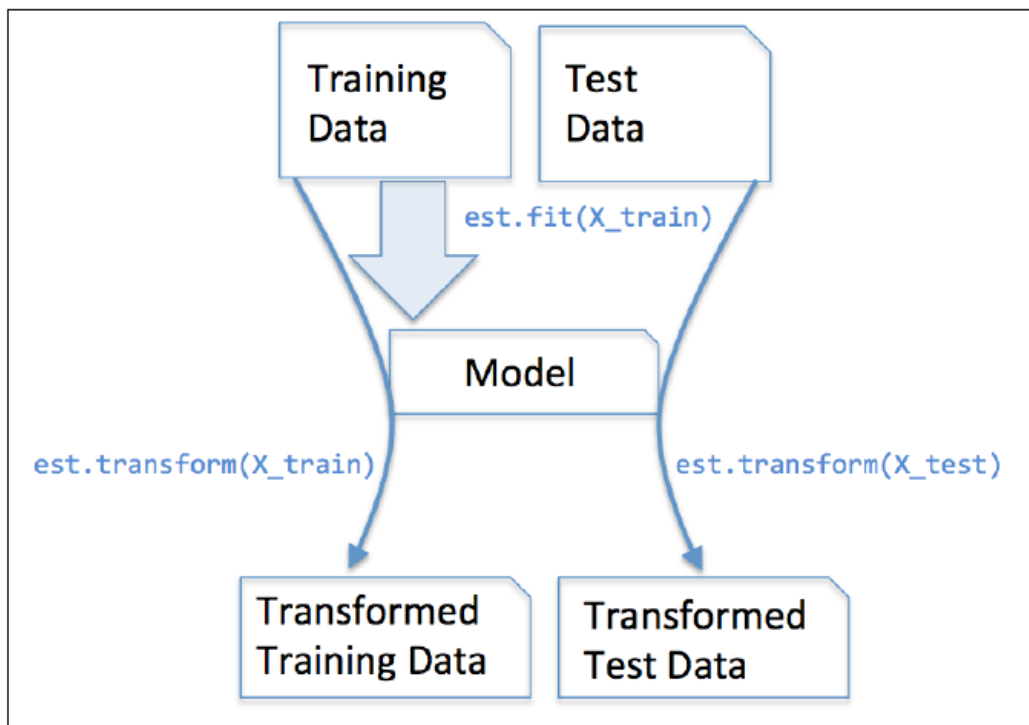 Training
Data
Test
Data
est.fit(X_train)
Model
est.transform(X_train)
est.transform(X_test)
Transformed
Training Data
Transformed
Test Data